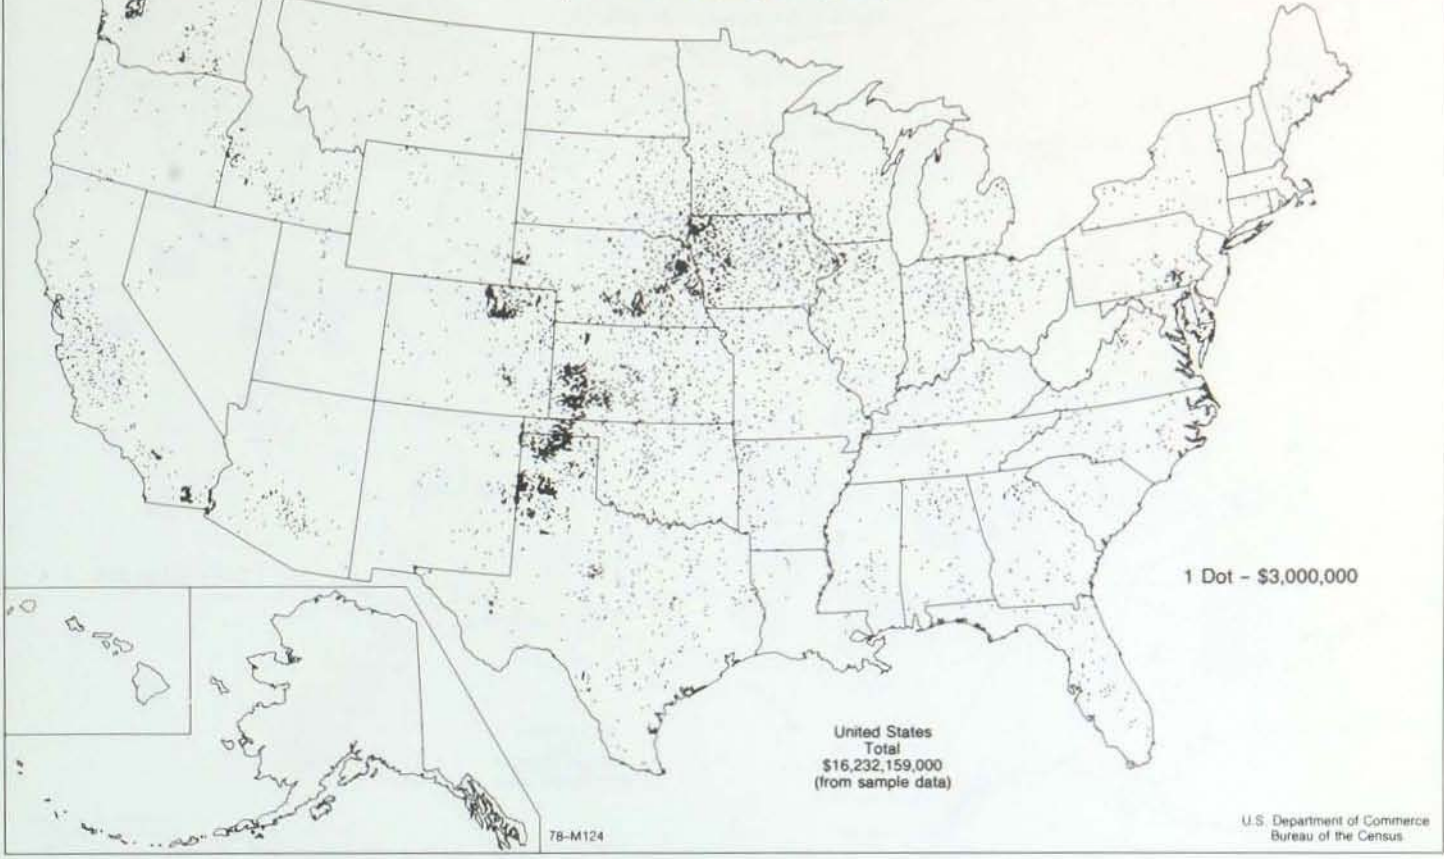 1 Dot – $3,000,000
United States
Total
$16,232,159,000
(from sample data)
78-M124
U.S. Department of Commerce
Bureau of the Census